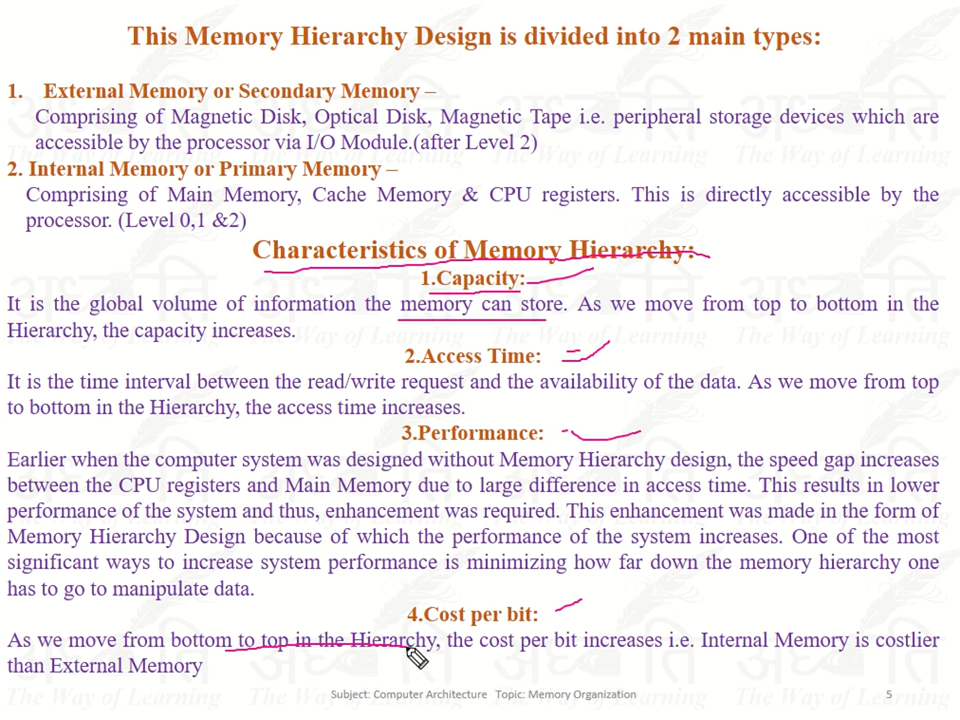 This Memory Hierarchy Design is divided into 2 main types:
1. External Memory or Secondary Memory –
Comprising of Magnetic Disk, Optical Disk, Magnetic Tape i.e. peripheral storage devices which are
accessible by the processor via I/O Module.(after Level 2)
2. Internal Memory or Primary Memory –
Comprising of Main Memory, Cache Memory & CPU registers. This is directly accessible by the
processor. (Level 0,1 &2)
Characteristics of Memory Hierarchy:
1.Capacity:
It is the global volume of information the memory can store. As we move from top to bottom in the
Hierarchy, the capacity increases.
2.Access Time:
It is the time interval between the read/write request and the availability of the data. As we move from top
to bottom in the Hierarchy, the access time increases.
3.Performance:
Earlier when the computer system was designed without Memory Hierarchy design, the speed gap increases
between the CPU registers and Main Memory due to large difference in access time. This results in lower
performance of the system and thus, enhancement was required. This enhancement was made in the form of
Memory Hierarchy Design because of which the performance of the system increases. One of the most
significant ways to increase system performance is minimizing how far down the memory hierarchy one
has to go to manipulate data.
4.Cost per bit:
As we move from bottom to top in the Hierarchy, the cost per bit increases i.e. Internal Memory is costlier
than External Memory
The Way of Learning
Subject: Computer Architecture Topic: Memory Organization 5